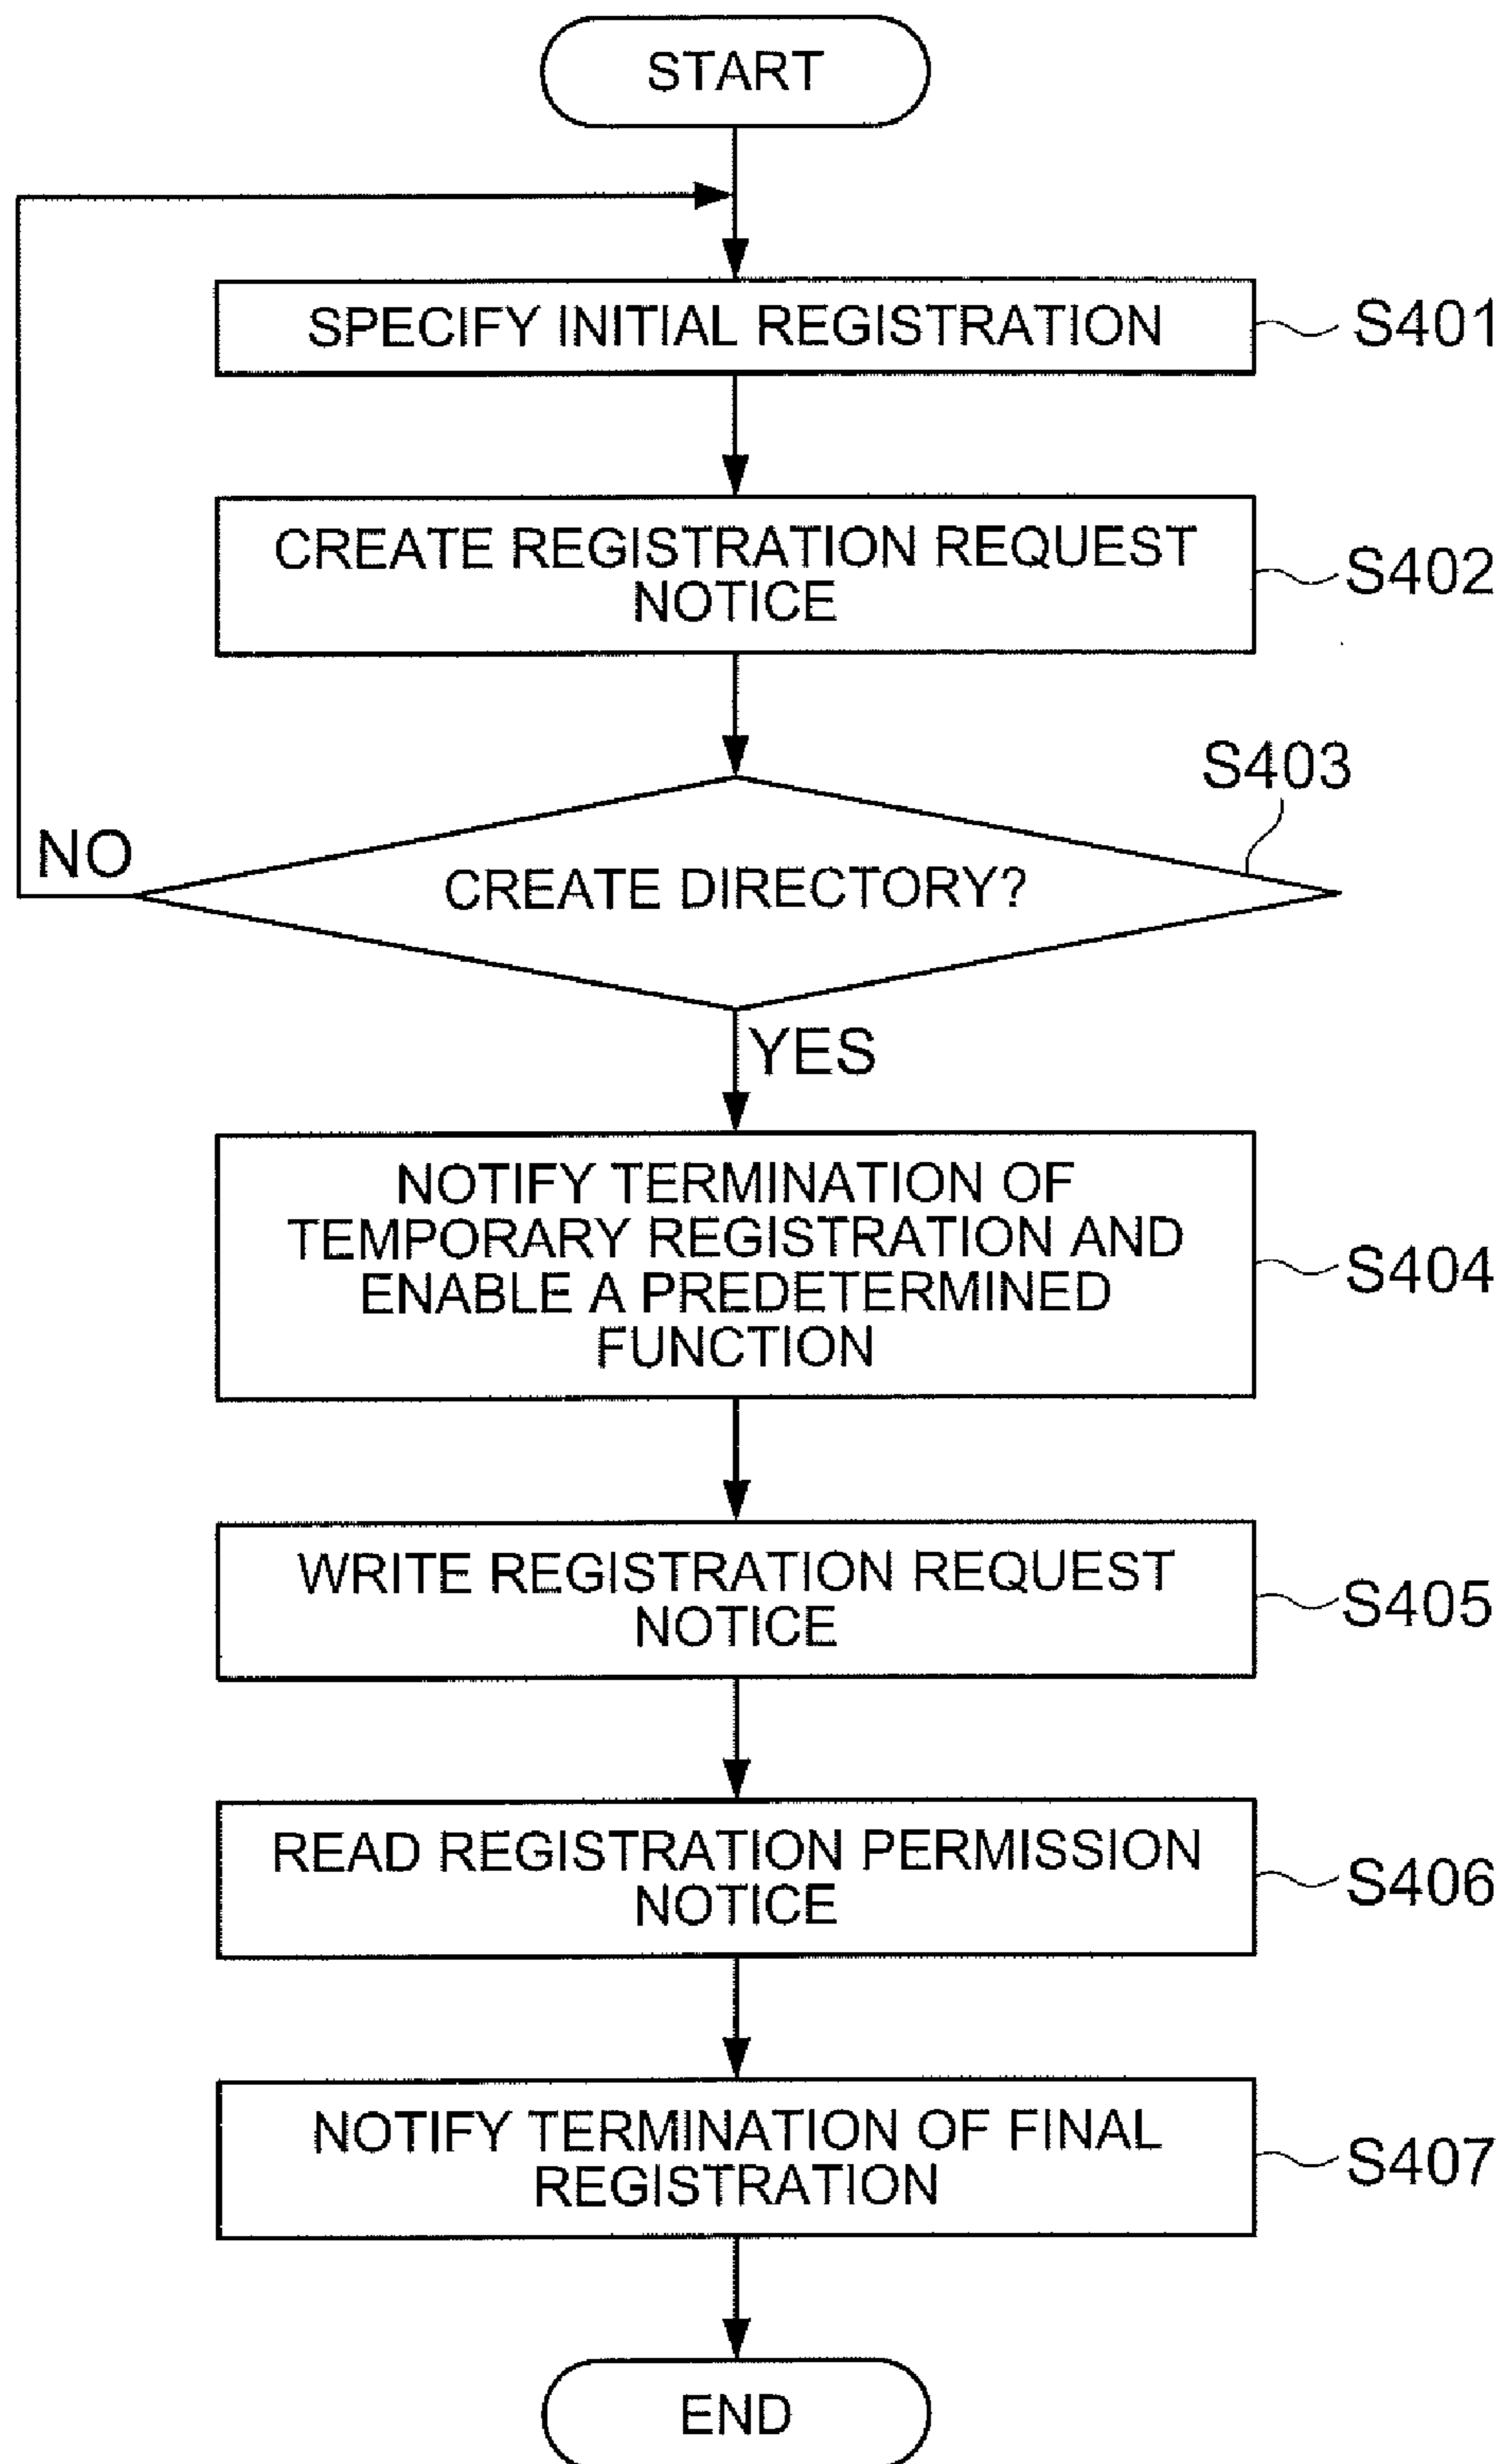 START
SPECIFY INITIAL REGISTRATION
S401
CREATE REGISTRATION REQUEST
NOTICE
S402
S403
NO
CREATE DIRECTORY?
YES
NOTIFY TERMINATION OF
TEMPORARY REGISTRATION AND
ENABLE A PREDETERMINED
FUNCTION
S404
WRITE REGISTRATION REQUEST
NOTICE
S405
READ REGISTRATION PERMISSION
NOTICE
S406
NOTIFY TERMINATION OF FINAL
REGISTRATION
S407
END